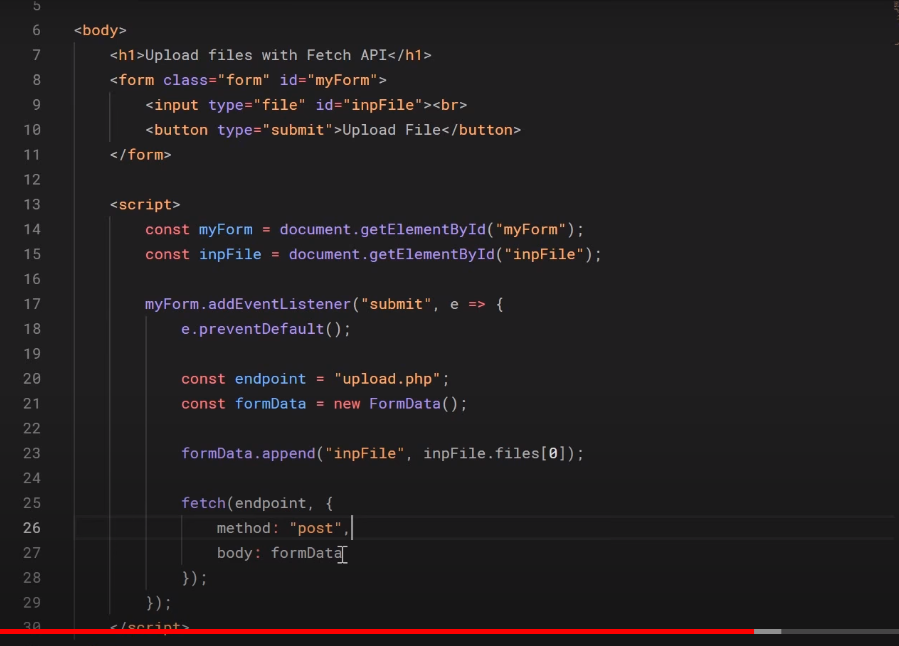 5
6 <body>
7 <h1>Upload files with Fetch API</h1>
8 <form class="form" id="myForm">
9 <input type="file" id="inpFile"><br>
10 <button type="submit">Upload File</button>
11 </form>
12
13 <script>
14 const myForm = document.getElementById("myForm");
15 const inpFile = document.getElementById("inpFile");
16
17 myForm.addEventListener("submit", e => {
18 e.preventDefault();
19
20 const endpoint = "upload.php";
21 const formData = new FormData();
22
23 formData.append("inpFile", inpFile.files[0]);
24
25 fetch(endpoint, {
26 method: "post",
27 body: formData
28 });
29 });
30 </script>